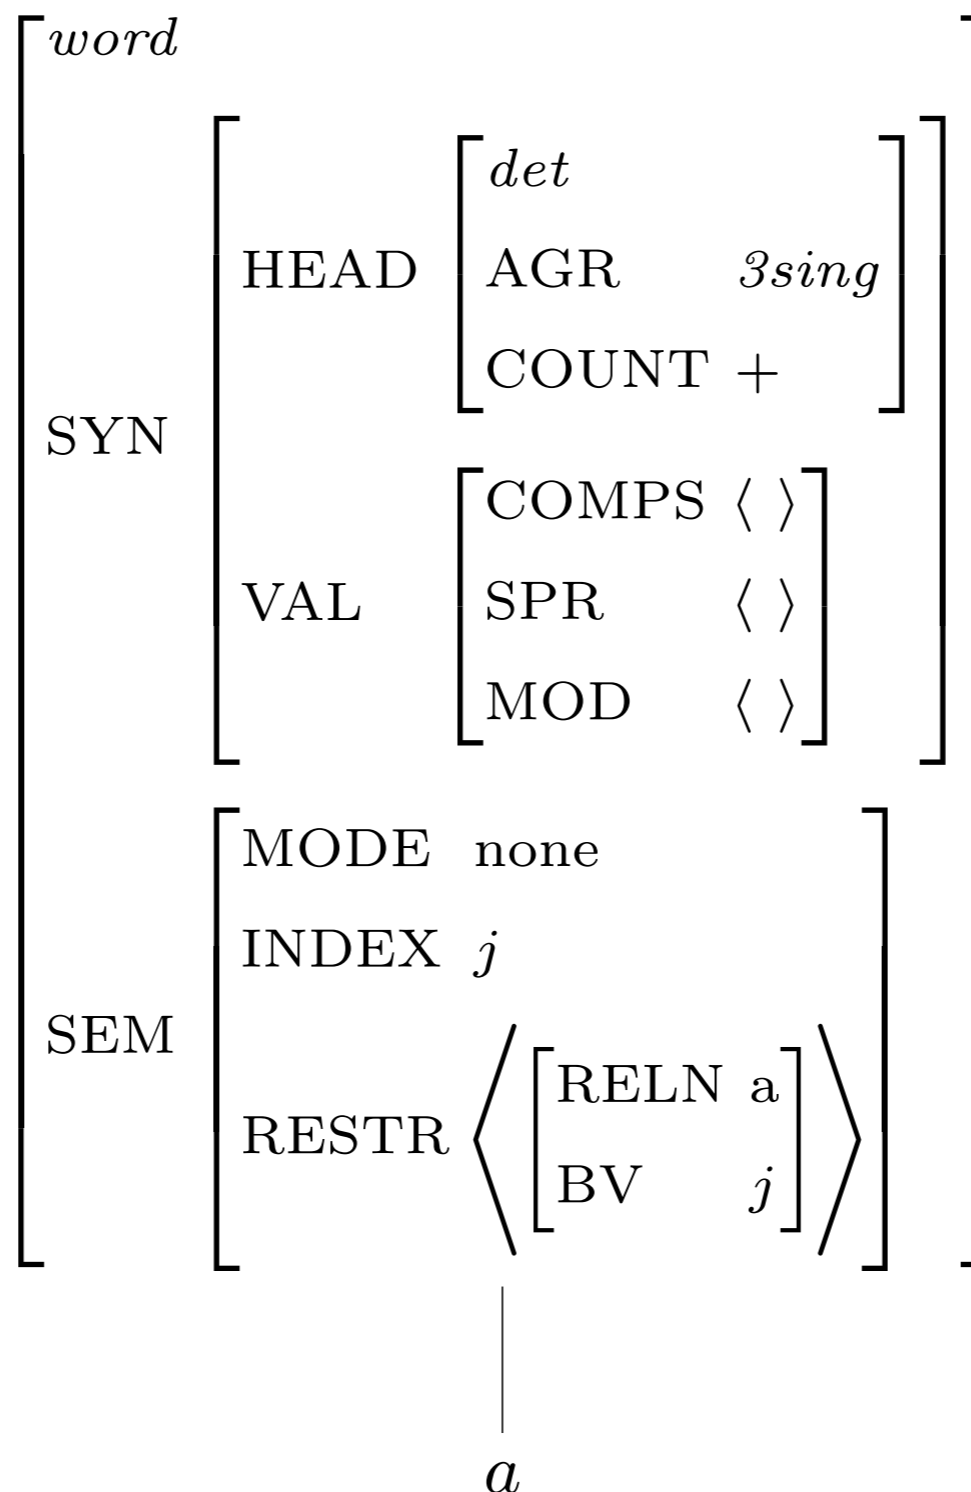 word
det
HEAD AGR 3sing
COUNT +
SYN
COMPS ⟨ ⟩
VAL SPR ⟨ ⟩
MOD ⟨ ⟩
MODE none
INDEX j
SEM
RELN a
RESTR
BV j
a